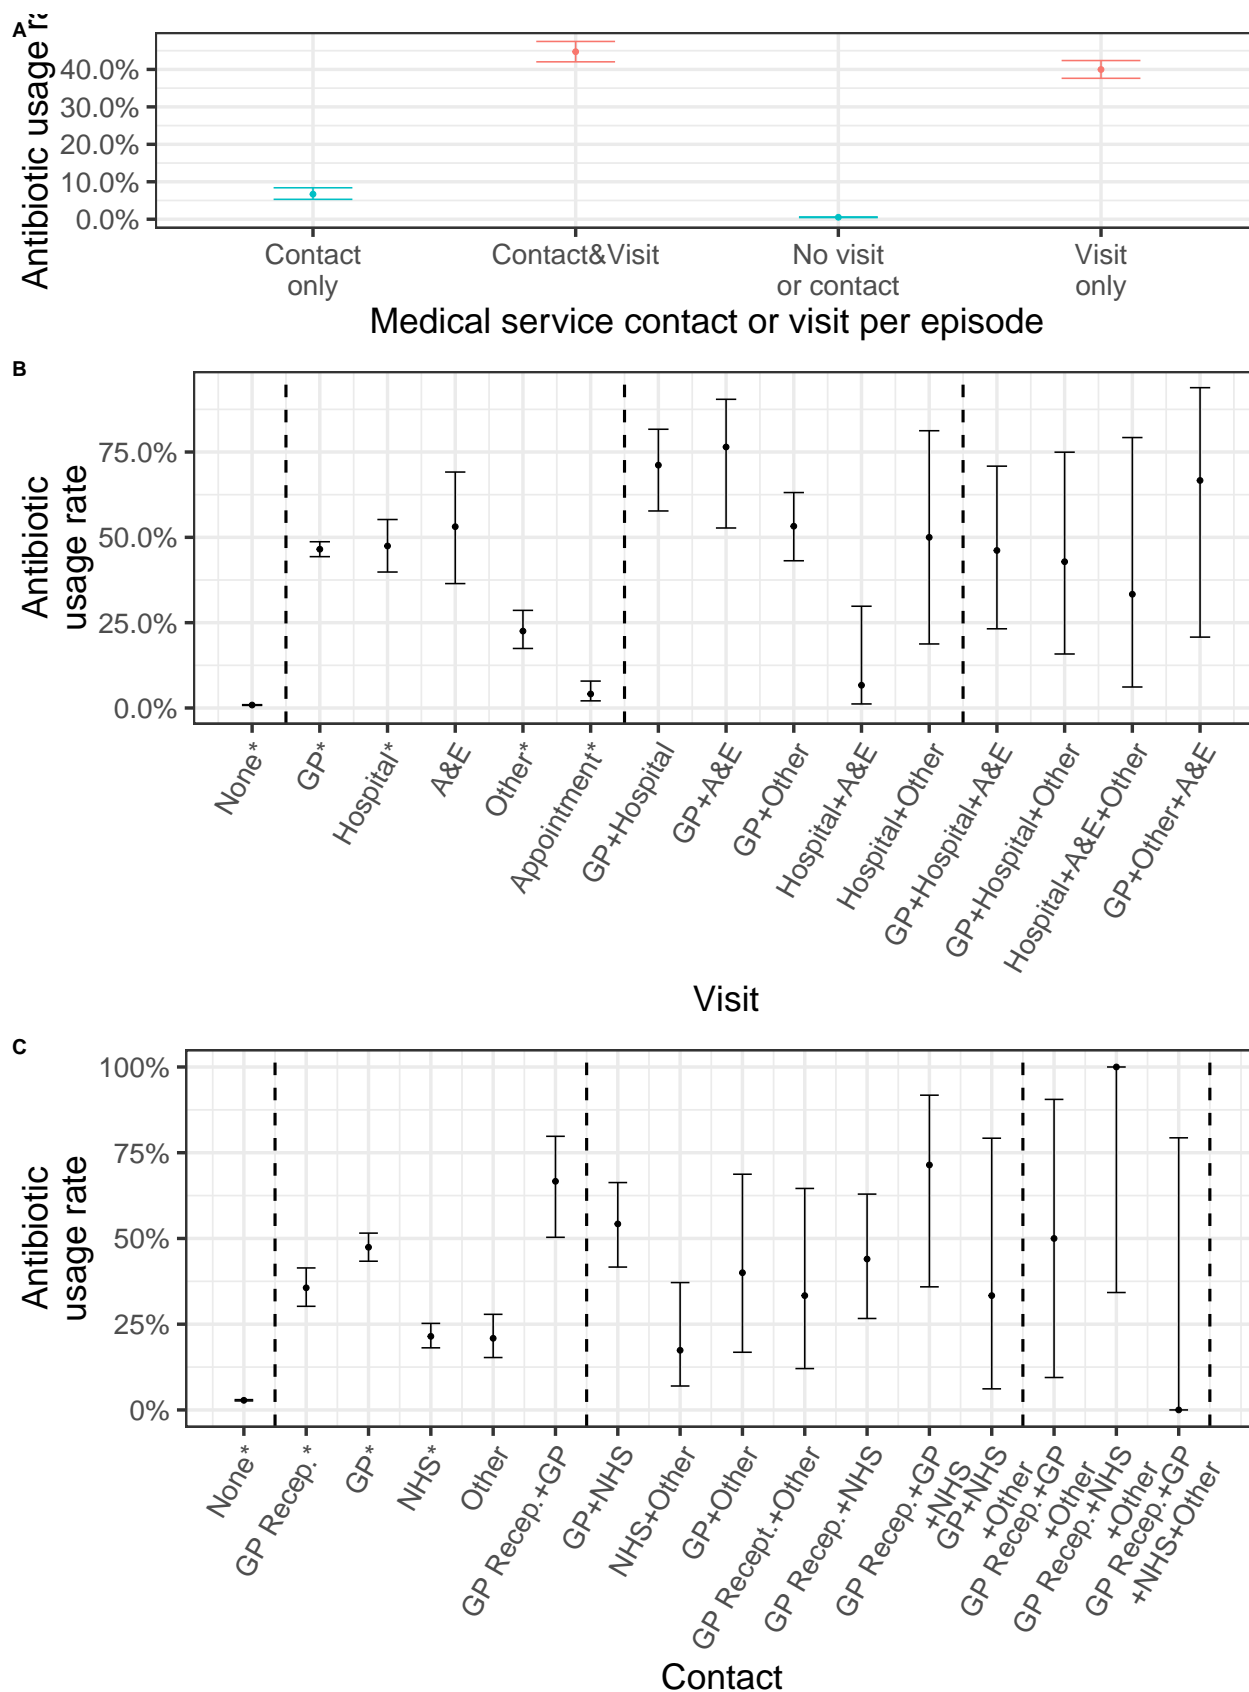 A
Antibiotic usage ra
40.0%
30.0%
20.0%
10.0%
0.0%
Contact
only
Contact&Visit
No visit
or contact
Visit
only
Medical service contact or visit per episode
B
Antibiotic
usage rate
75.0%
50.0%
25.0%
0.0%
None*
GP*
Hospital*
A&E
Other*
Appointment*
GP+Hospital
GP+A&E
GP+Other
Hospital+A&E
Hospital+Other
GP+Hospital+A&E
GP+Hospital+Other
Hospital+A&E+Other
GP+Other+A&E
Visit
C
Antibiotic
usage rate
100%
75%
50%
25%
0%
None*
GP Recep.*
GP*
NHS*
Other
GP Recep.+GP
GP+NHS
NHS+Other
GP+Other
GP Recept.+Other
GP Recep.+NHS
GP Recep.+GP
+NHS
GP+NHS
+Other
GP Recep.+GP
+Other
GP Recep.+NHS
+Other
GP Recep.+GP
+NHS+Other
Contact